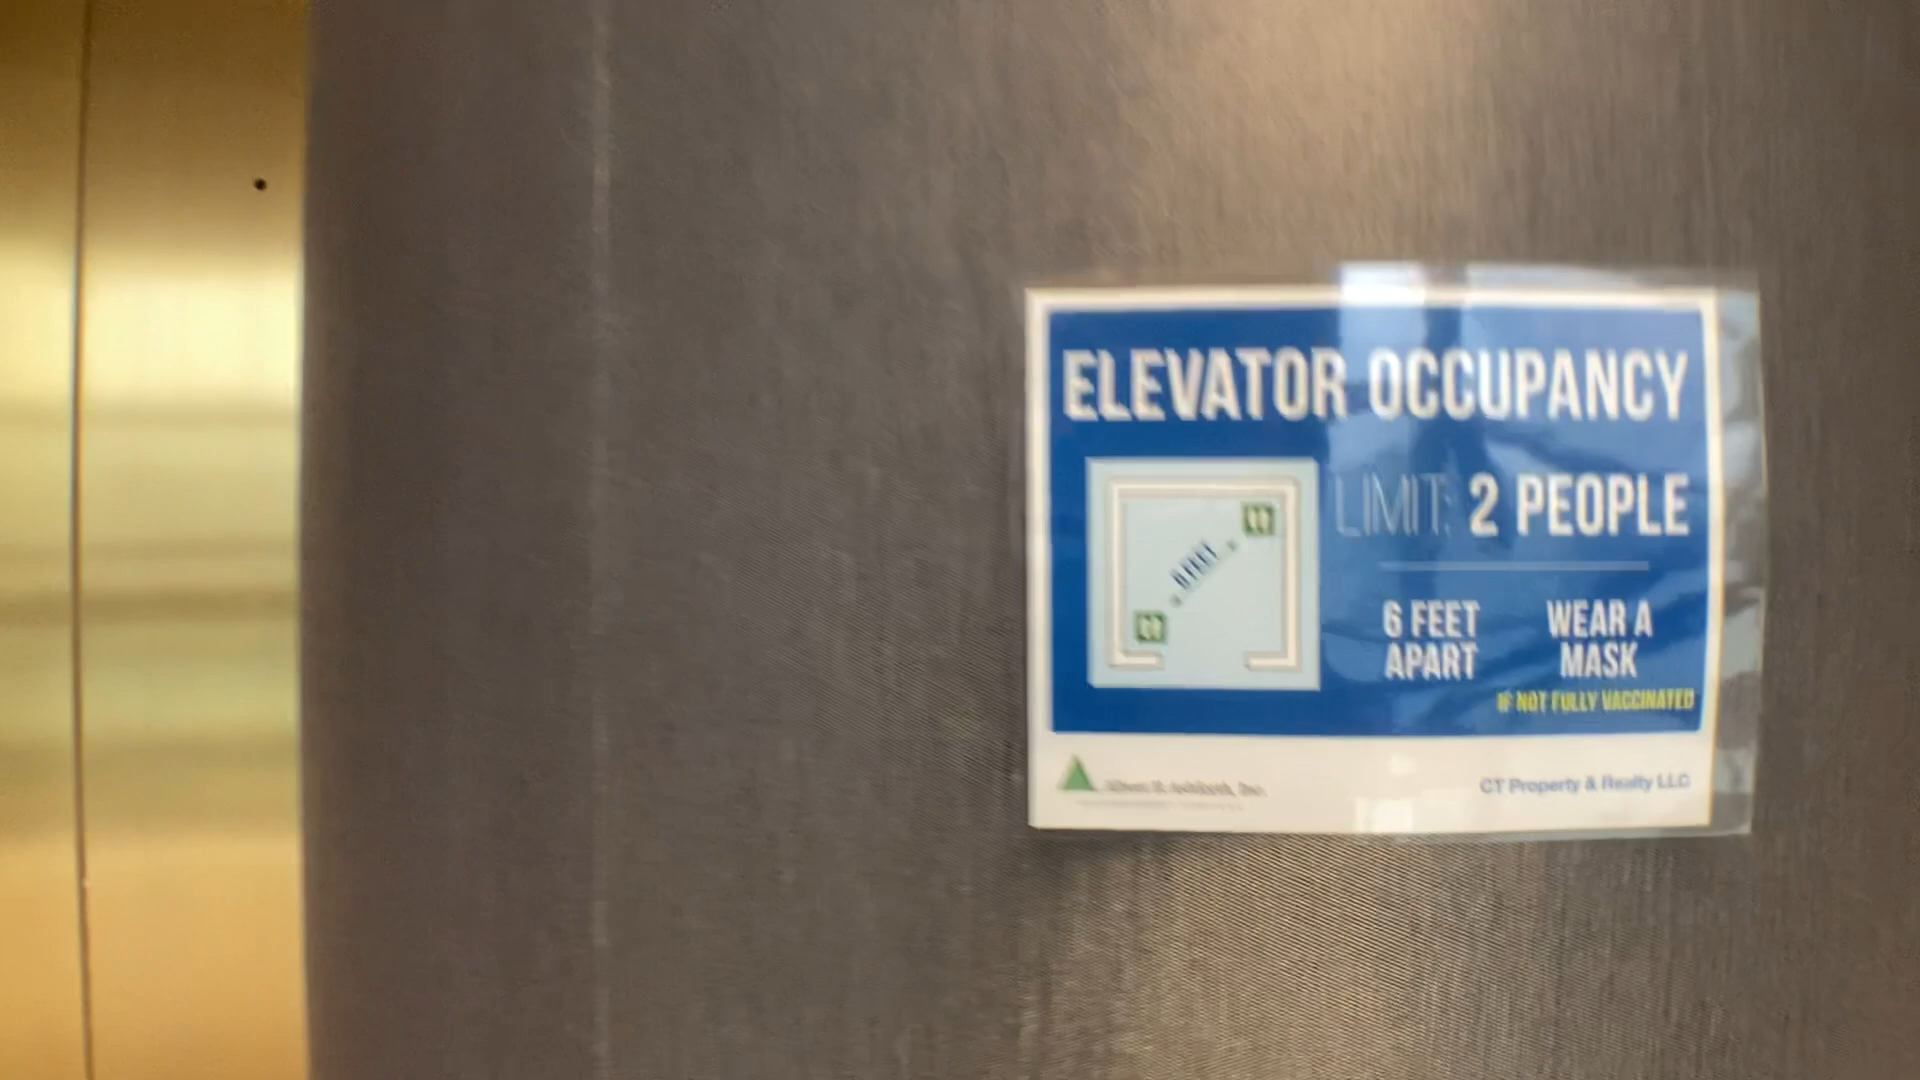 ELEVATOR OCCUPANCY
LIMIT: 2 PEOPLE
6 FEET
APART
WEAR A
MASK
IF NOT FULLY VACCINATED
CT Property & Realty LLC